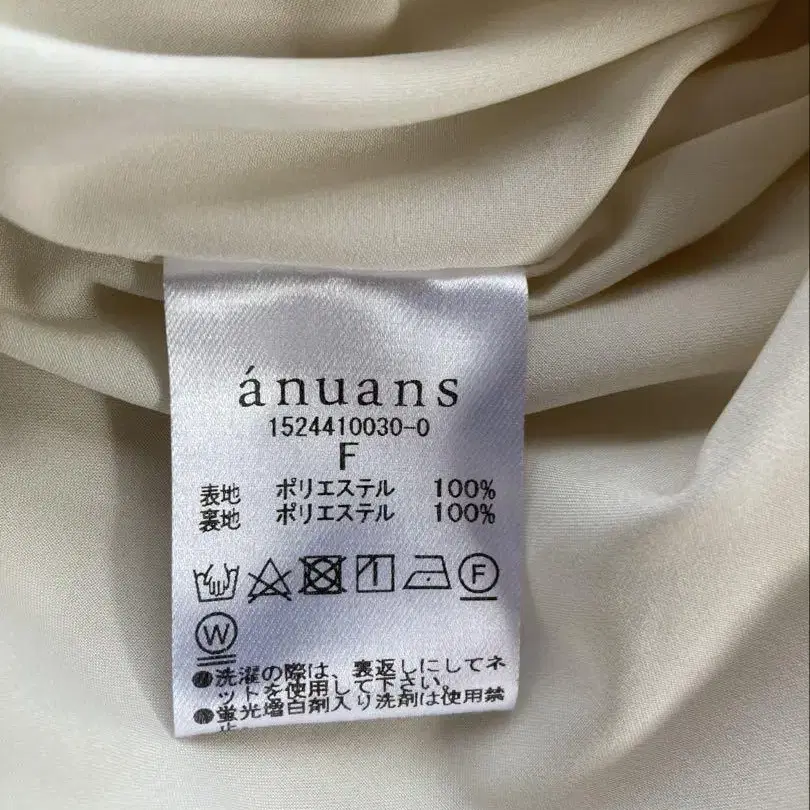 ánuans
1524410030-0
F
表地 ポリエステル 100%
裏地 ポリエステル 100%
F
W
●洗濯の際は、裏返しにしてネ
ットを使用して下さい。
●蛍光増白剤入り洗剤は使用禁
止